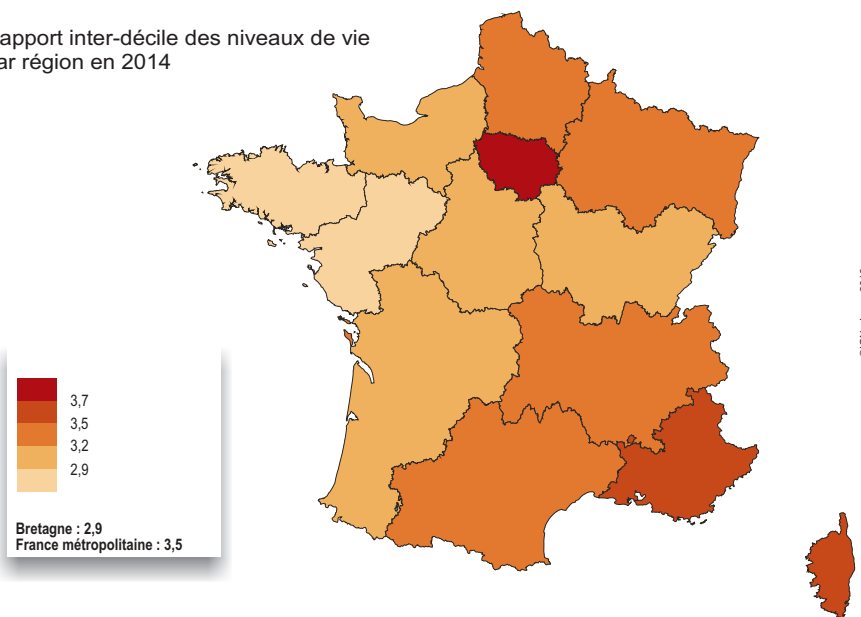 apport inter-décile des niveaux de vie
ar région en 2014
3,7
3,5
3,2
2,9
Bretagne : 2,9
France métropolitaine : 3,5